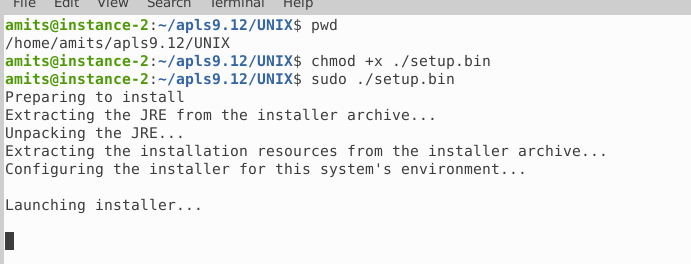 File Edit View Search Terminal Help
amits@instance-2:~/apls9.12/UNIX$ pwd
/home/amits/apls9.12/UNIX
amits@instance-2:~/apls9.12/UNIX$ chmod +x ./setup.bin
amits@instance-2:~/apls9.12/UNIX$ sudo ./setup.bin
Preparing to install
Extracting the JRE from the installer archive...
Unpacking the JRE...
Extracting the installation resources from the installer archive...
Configuring the installer for this system's environment...
Launching installer...